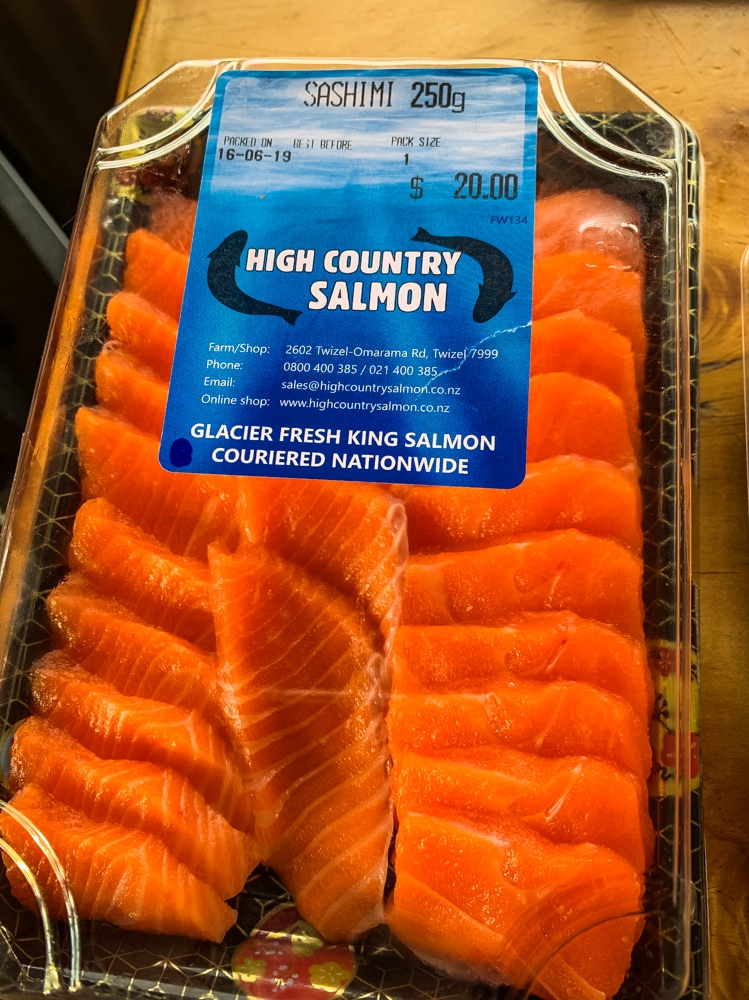 SASHIMI 250g
PACKED ON BEST BEFORE PACK SIZE
16-06-19 1
$ 20.00
FW134
HIGH COUNTRY
SALMON
Farm/Shop: 2602 Twizel-Omarama Rd, Twizel 7999
Phone: 0800 400 385 / 021 400 385
Email: sales@highcountrysalmon.co.nz
Online shop: www.highcountrysalmon.co.nz
GLACIER FRESH KING SALMON
COURIERED NATIONWIDE